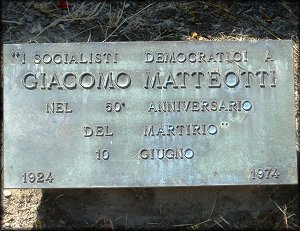 "I SOCIALISTI DEMOCRATICI A
GIACOMO MATTEOTTI
NEL 50° ANNIVERSARIO
DEL MARTIRIO"
10 GIUGNO
1924 1974